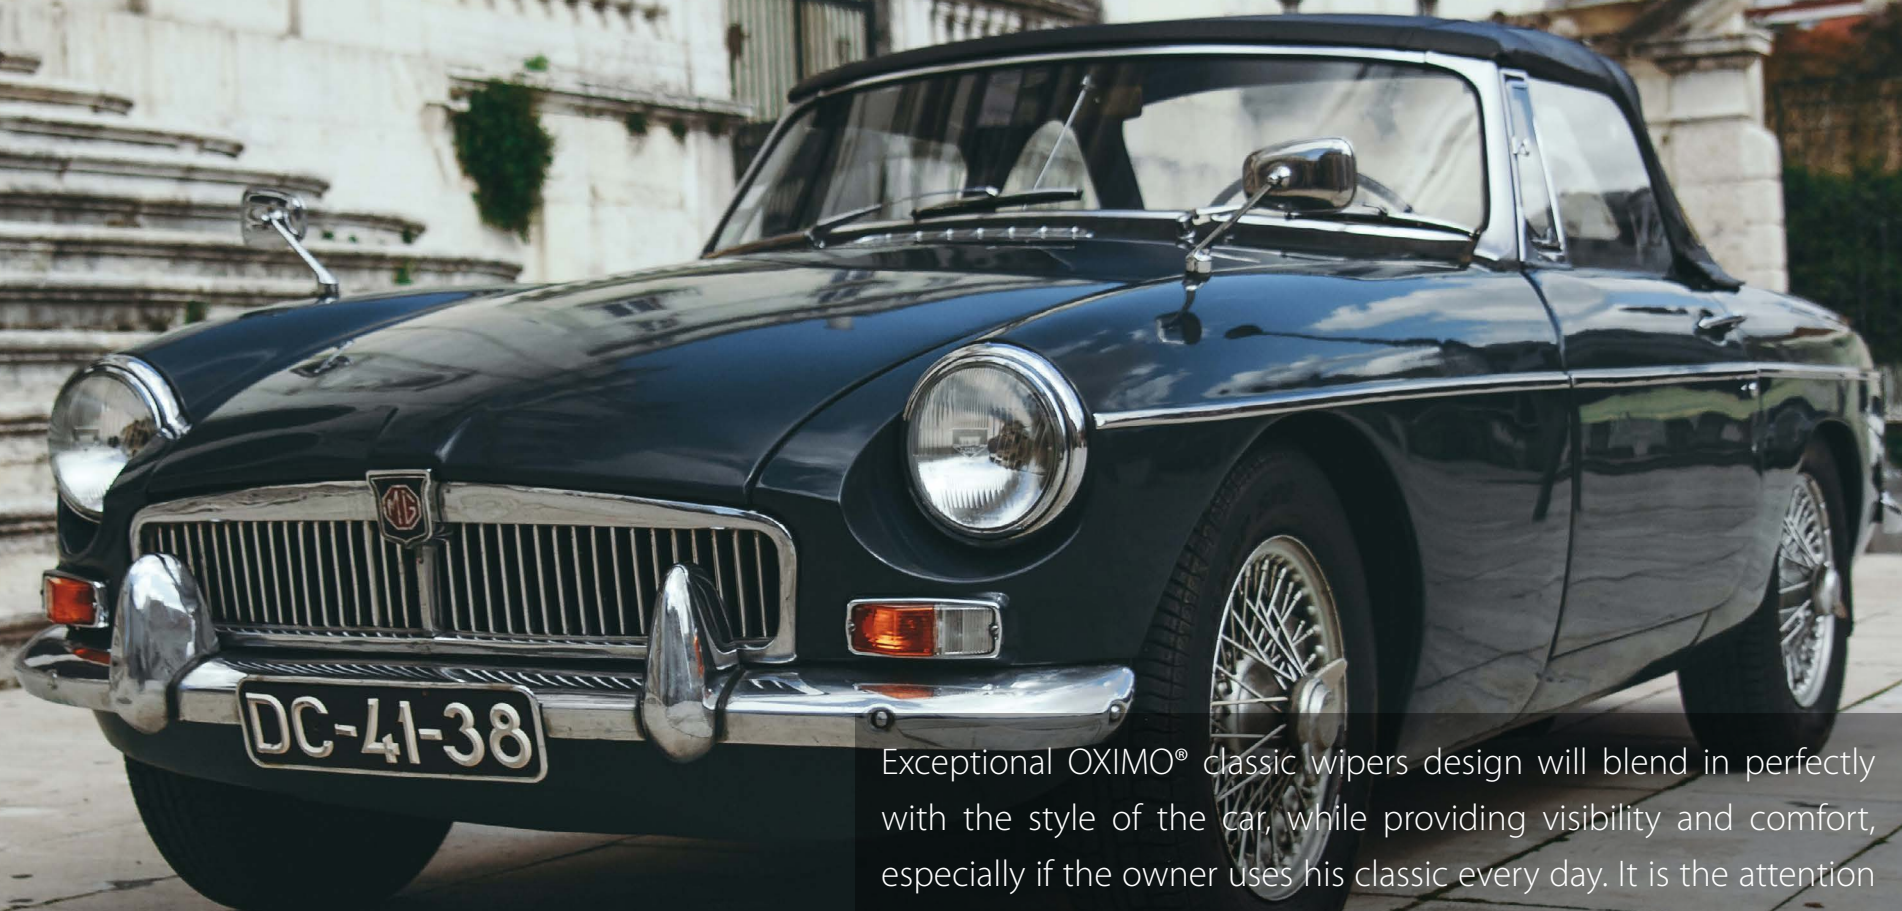 MG
DC-41-38
Exceptional OXIMO® classic wipers design will blend in perfectly
with the style of the car, while providing visibility and comfort,
especially if the owner uses his classic every day. It is the attention